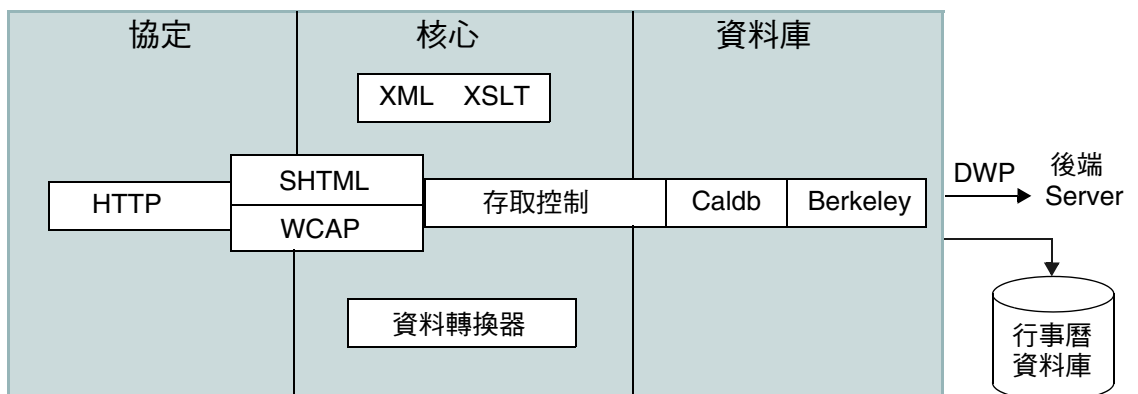 協定
核心
資料庫
XML XSLT
HTTP
SHTML
WCAP
存取控制
Caldb
Berkeley
DWP
後端
Server
資料轉換器
行事曆
資料庫